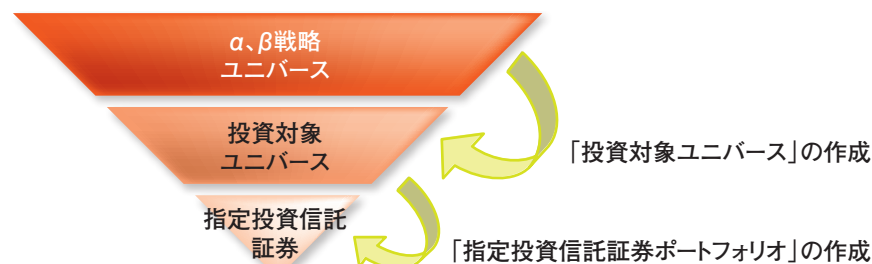 α、β戦略
ユニバース
投資対象
ユニバース
「投資対象ユニバース」の作成
指定投資信託
証券
「指定投資信託証券ポートフォリオ」の作成